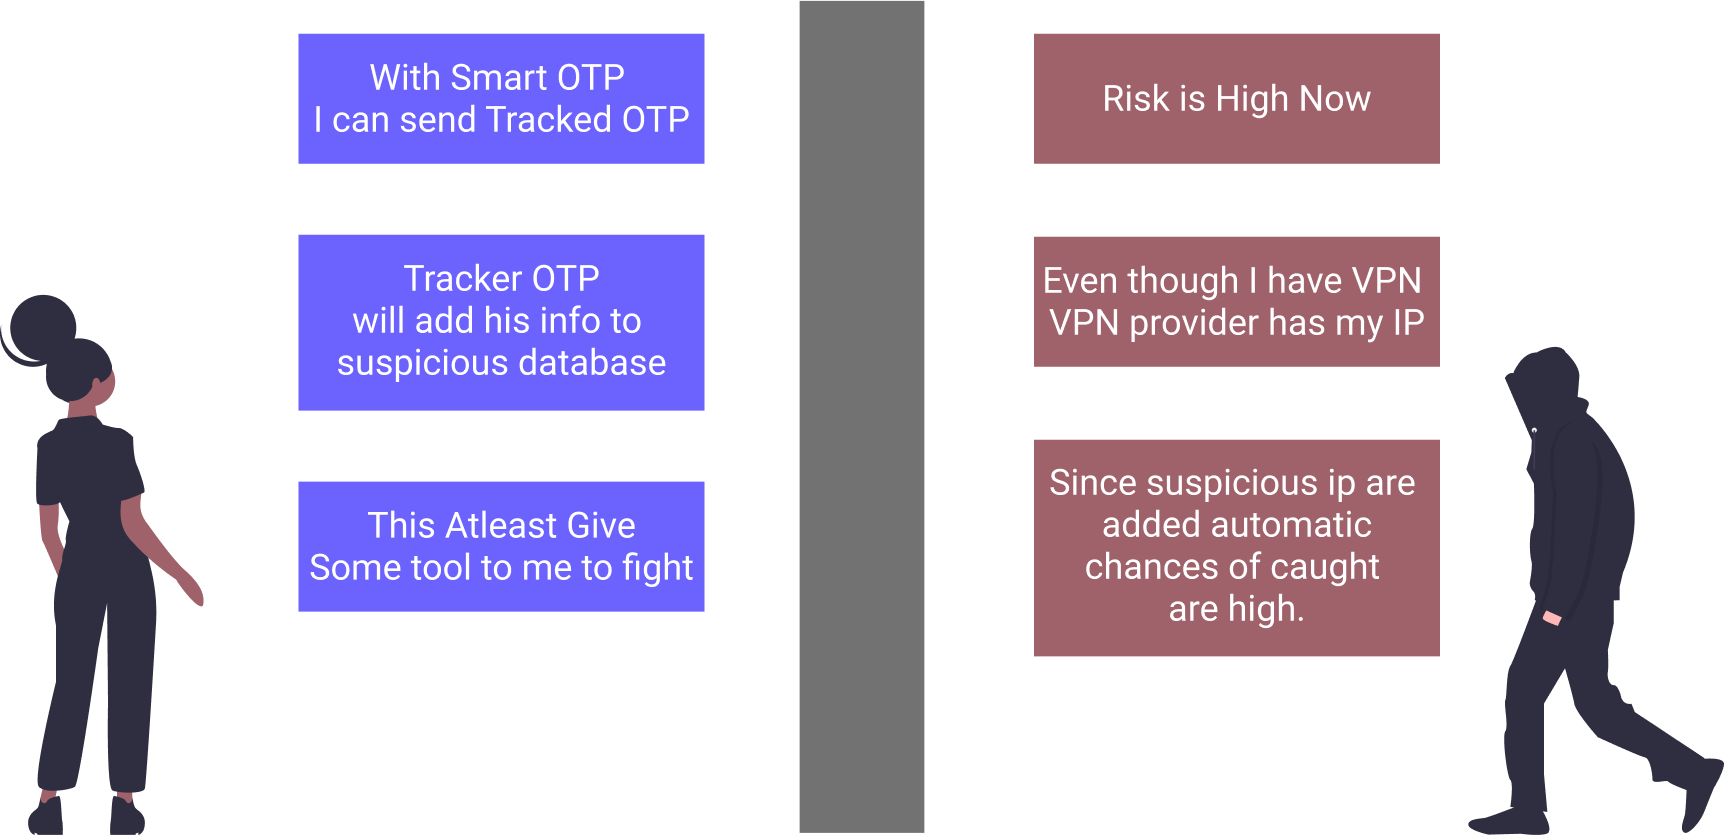 With Smart OTP
I can send Tracked OTP
Tracker OTP
will add his info to
suspicious database
This Atleast Give
Some tool to me to fight
Risk is High Now
Even though I have VPN
VPN provider has my IP
Since suspicious ip are
added automatic
chances of caught
are high.